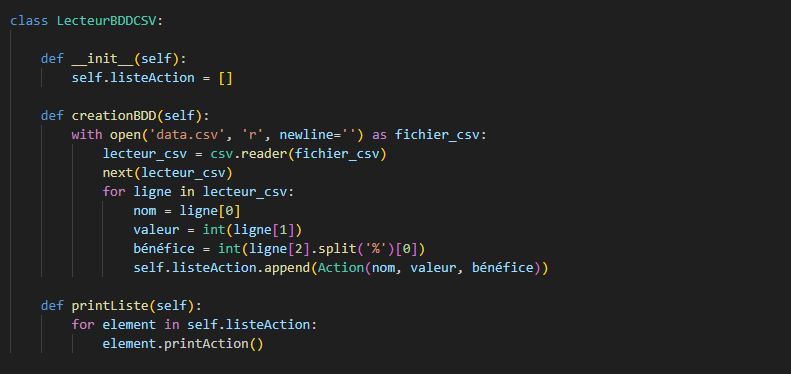 class LecteurBDDCSV:
def __init__(self):
self.listeAction = []
def creationBDD(self):
with open('data.csv', 'r', newline='') as fichier_csv:
lecteur_csv = csv.reader(fichier_csv)
next(lecteur_csv)
for ligne in lecteur_csv:
nom = ligne[0]
valeur = int(ligne[1])
bénéfice = int(ligne[2].split('%')[0])
self.listeAction.append(Action(nom, valeur, bénéfice))
def printListe(self):
for element in self.listeAction:
element.printAction()